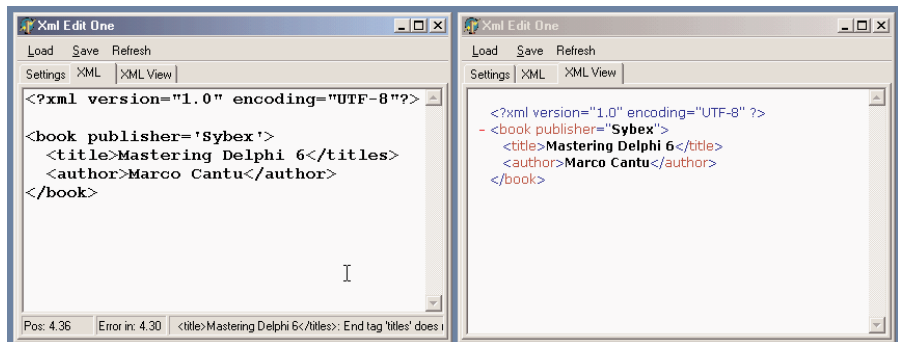 Xml Edit One
Load Save Refresh
Settings XML XML View
<?xml version="1.0" encoding="UTF-8"?>
<book publisher='Sybex'>
<title>Mastering Delphi 6</titles>
<author>Marco Cantu</author>
</book>
Pos: 4.36 Error in: 4.30 <title>Mastering Delphi 6</titles>: End tag 'titles' does
Xml Edit One
Load Save Refresh
Settings XML XML View
<?xml version="1.0" encoding="UTF-8" ?>
- <book publisher="Sybex">
<title>Mastering Delphi 6</title>
<author>Marco Cantu</author>
</book>